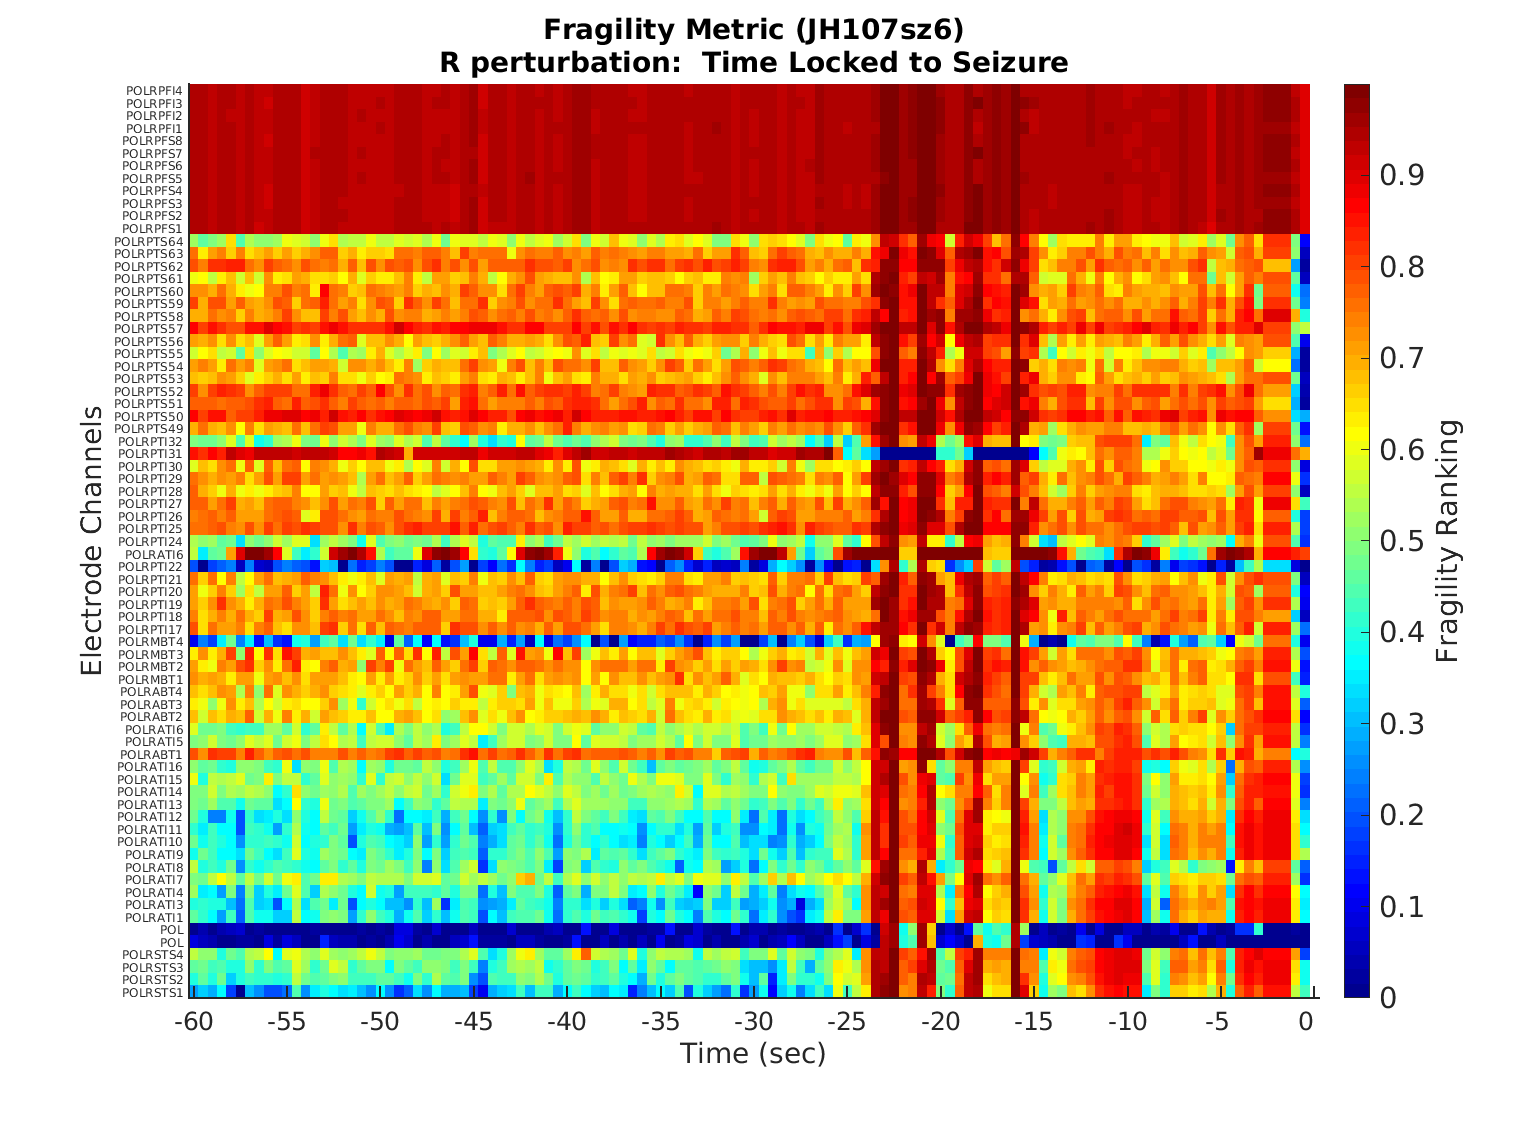 Fragility Metric (JH107sz6)
R perturbation:  Time Locked to Seizure
Electrode Channels
POLRPFI4
POLRPFI3
POLRPFI2
POLRPFI1
POLRPFS8
POLRPFS7
POLRPFS6
POLRPFS5
POLRPFS4
POLRPFS3
POLRPFS2
POLRPFS1
POLRPTS64
POLRPTS63
POLRPTS62
POLRPTS61
POLRPTS60
POLRPTS59
POLRPTS58
POLRPTS57
POLRPTS56
POLRPTS55
POLRPTS54
POLRPTS53
POLRPTS52
POLRPTS51
POLRPTS50
POLRPTS49
POLRPTI32
POLRPTI31
POLRPTI30
POLRPTI29
POLRPTI28
POLRPTI27
POLRPTI26
POLRPTI25
POLRPTI24
POLRATI6
POLRPTI22
POLRPTI21
POLRPTI20
POLRPTI19
POLRPTI18
POLRPTI17
POLRMBT4
POLRMBT3
POLRMBT2
POLRMBT1
POLRABT4
POLRABT3
POLRABT2
POLRATI6
POLRATI5
POLRABT1
POLRATI16
POLRATI15
POLRATI14
POLRATI13
POLRATI12
POLRATI11
POLRATI10
POLRATI9
POLRATI8
POLRATI7
POLRATI4
POLRATI3
POLRATI1
POL
POL
POLRSTS4
POLRSTS3
POLRSTS2
POLRSTS1
-60 -55 -50 -45 -40 -35 -30 -25 -20 -15 -10 -5 0
Time (sec)
0.9
0.8
0.7
0.6
0.5
0.4
0.3
0.2
0.1
0
Fragility Ranking